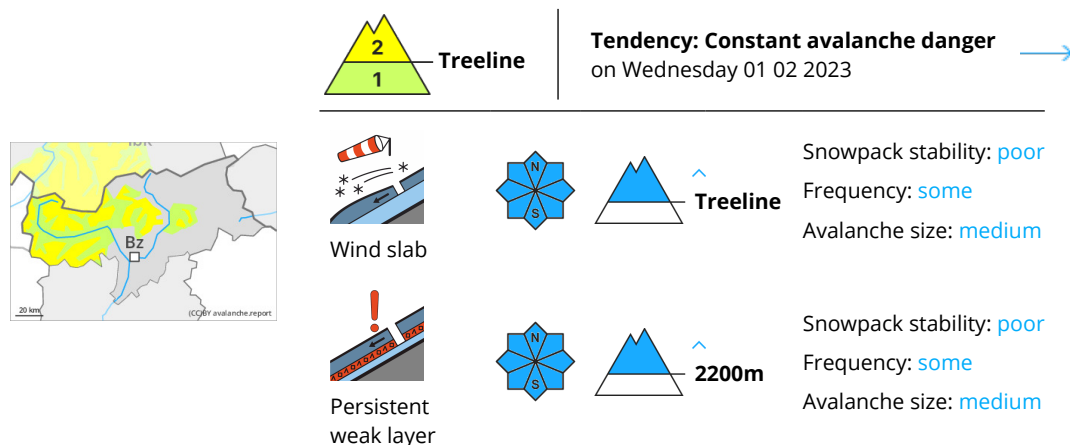 2
1
Treeline
Tendency: Constant avalanche danger
on Wednesday 01 02 2023
Bz
20 km
(CC)BY avalanche.report
Wind slab
N
S
Treeline
Snowpack stability: poor
Frequency: some
Avalanche size: medium
Persistent
weak layer
N
S
2200m
Snowpack stability: poor
Frequency: some
Avalanche size: medium